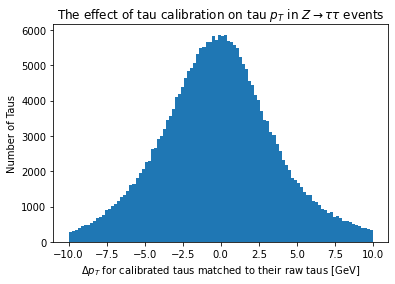 The effect of tau calibration on tau $p_T$ in $Z \rightarrow \tau\tau$ events
6000
5000
4000
3000
2000
1000
0
Number of Taus
−10.0 −7.5 −5.0 −2.5 0.0 2.5 5.0 7.5 10.0
Δ$p_T$ for calibrated taus matched to their raw taus [GeV]